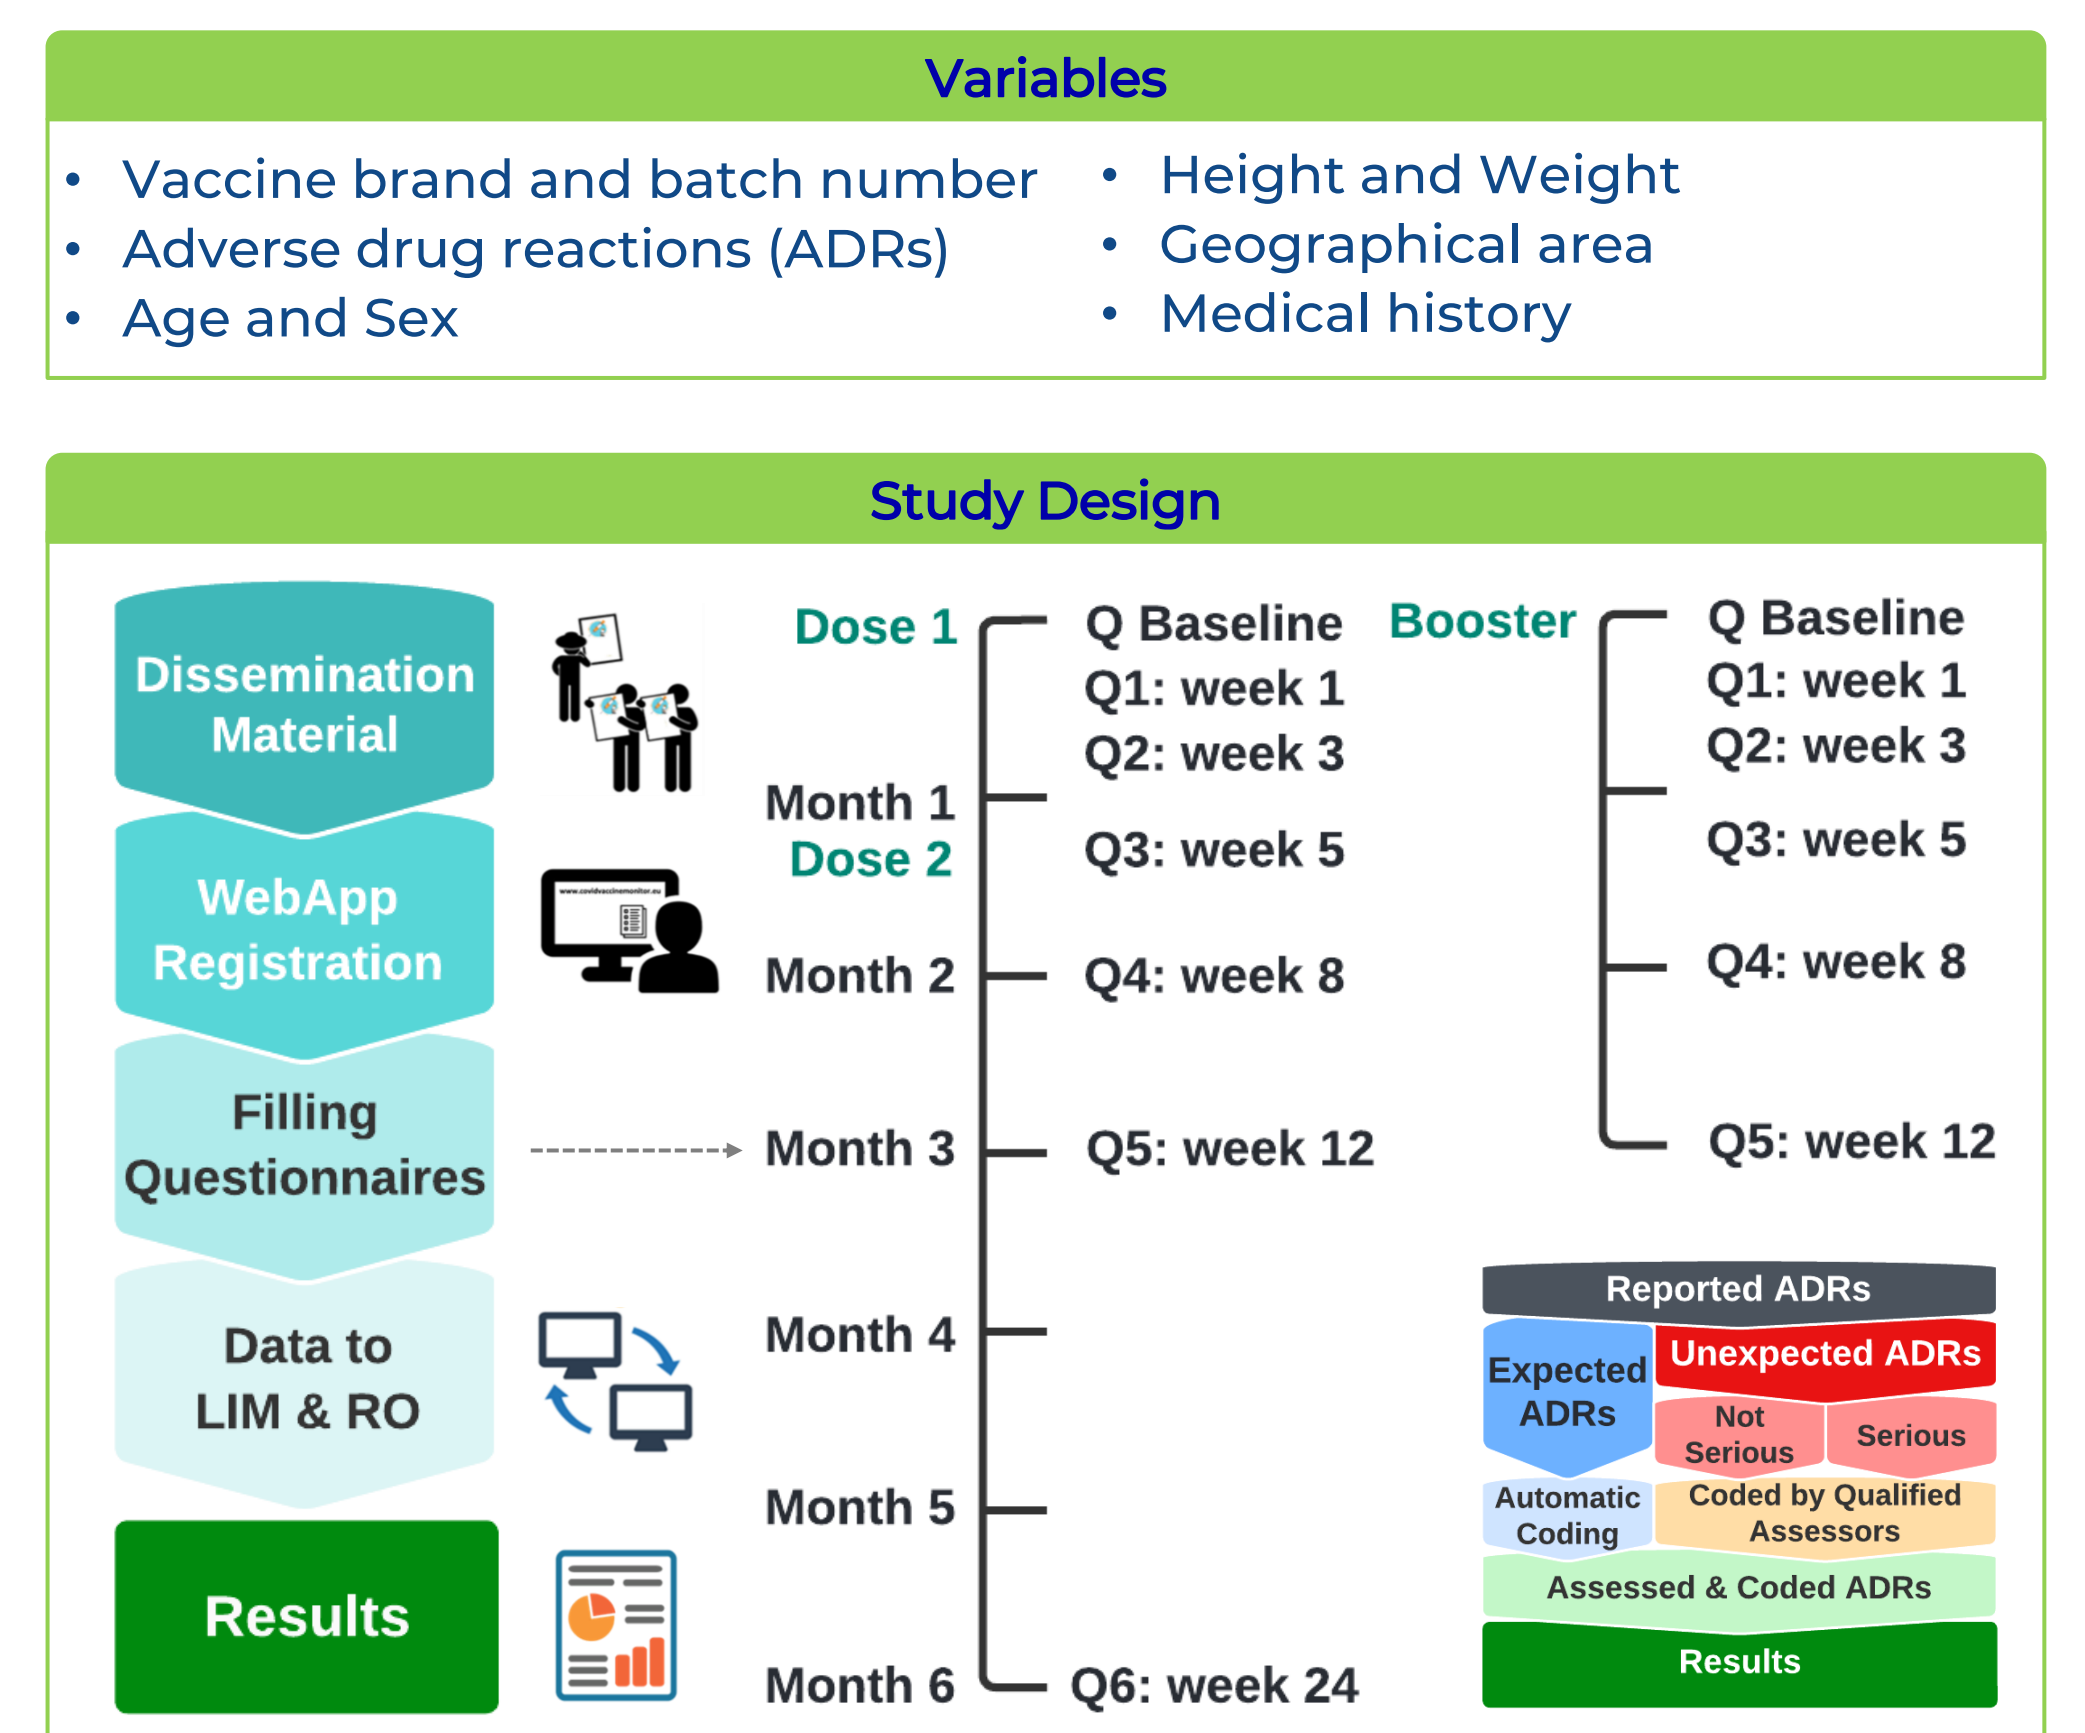 Variables
• Vaccine brand and batch number
• Adverse drug reactions (ADRs)
• Age and Sex
• Height and Weight
• Geographical area
• Medical history
Study Design
Dissemination
Material
WebApp
Registration
www.covidvaccinemonitor.eu
Filling
Questionnaires
Data to
LIM & RO
Results
Dose 1
Month 1
Dose 2
Month 2
Month 3
Month 4
Month 5
Month 6
Q Baseline
Q1: week 1
Q2: week 3
Q3: week 5
Q4: week 8
Q5: week 12
Q6: week 24
Booster
Q Baseline
Q1: week 1
Q2: week 3
Q3: week 5
Q4: week 8
Q5: week 12
Reported ADRs
Expected
ADRs
Unexpected ADRs
Not
Serious
Serious
Automatic
Coding
Coded by Qualified
Assessors
Assessed & Coded ADRs
Results